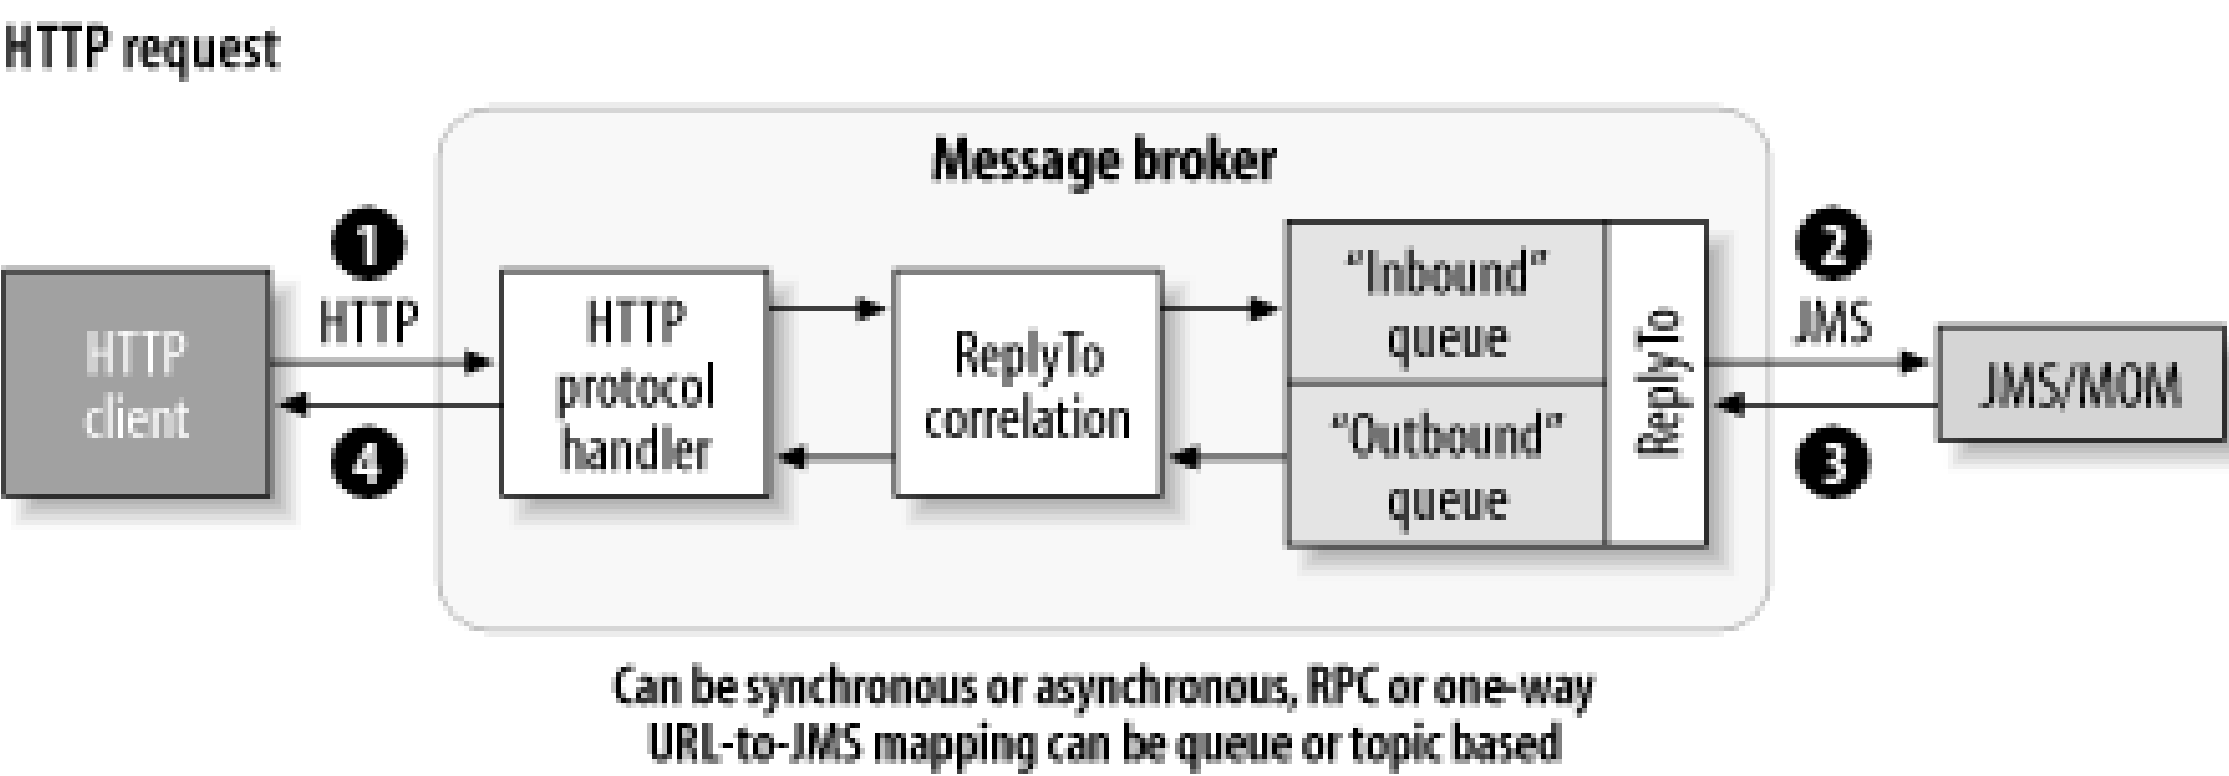 HTTP request
Message broker
1
HTTP
HTTP
client
4
HTTP
protocol
handler
ReplyTo
correlation
“Inbound”
queue
“Outbound”
queue
ReplyTo
2
JMS
3
JMS/MOM
Can be synchronous or asynchronous, RPC or one-way
URL-to-JMS mapping can be queue or topic based